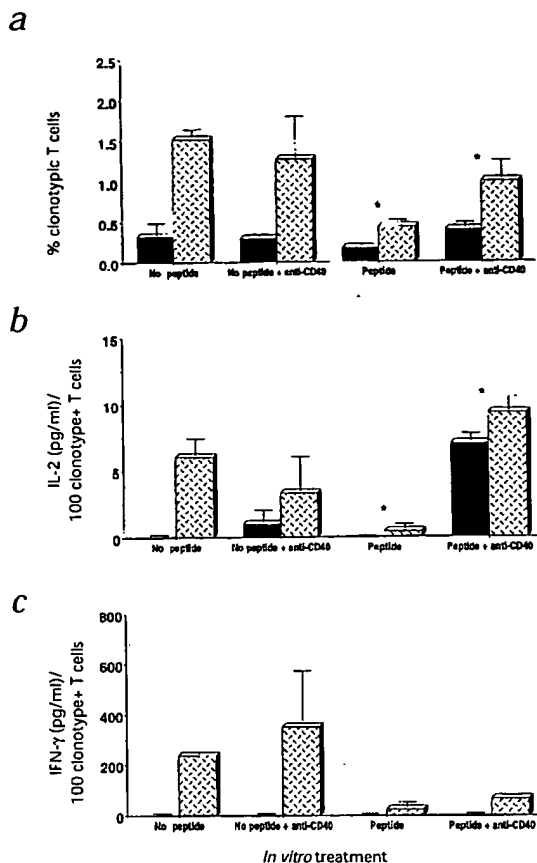 a
% clonotypic T cells
2.5
2.0
1.5
1.0
0.5
0.0
*
*
No peptide
No peptide + anti-CD40
Peptide
Peptide + anti-CD40
b
IL-2 (pg/ml)/
100 clonotype+ T cells
15
10
5
0
*
*
No peptide
No peptide + anti-CD40
Peptide
Peptide + anti-CD40
c
IFN-γ (pg/ml)/
100 clonotype+ T cells
800
600
400
200
0
No peptide
No peptide + anti-CD40
Peptide
Peptide + anti-CD40
In vitro treatment